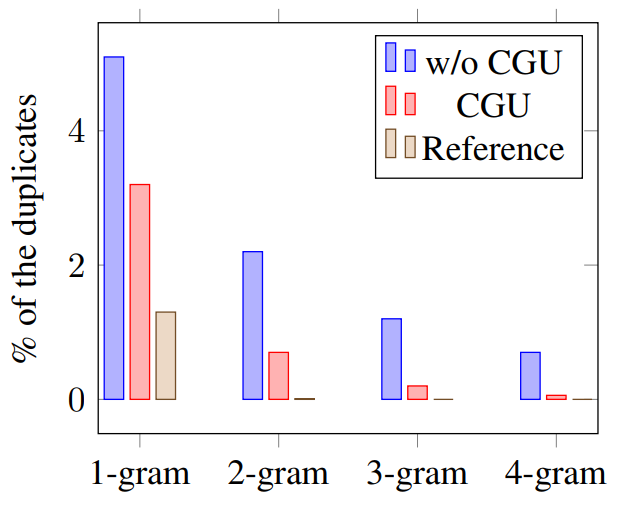 % of the duplicates
4
2
0
w/o CGU
CGU
Reference
1-gram 2-gram 3-gram 4-gram